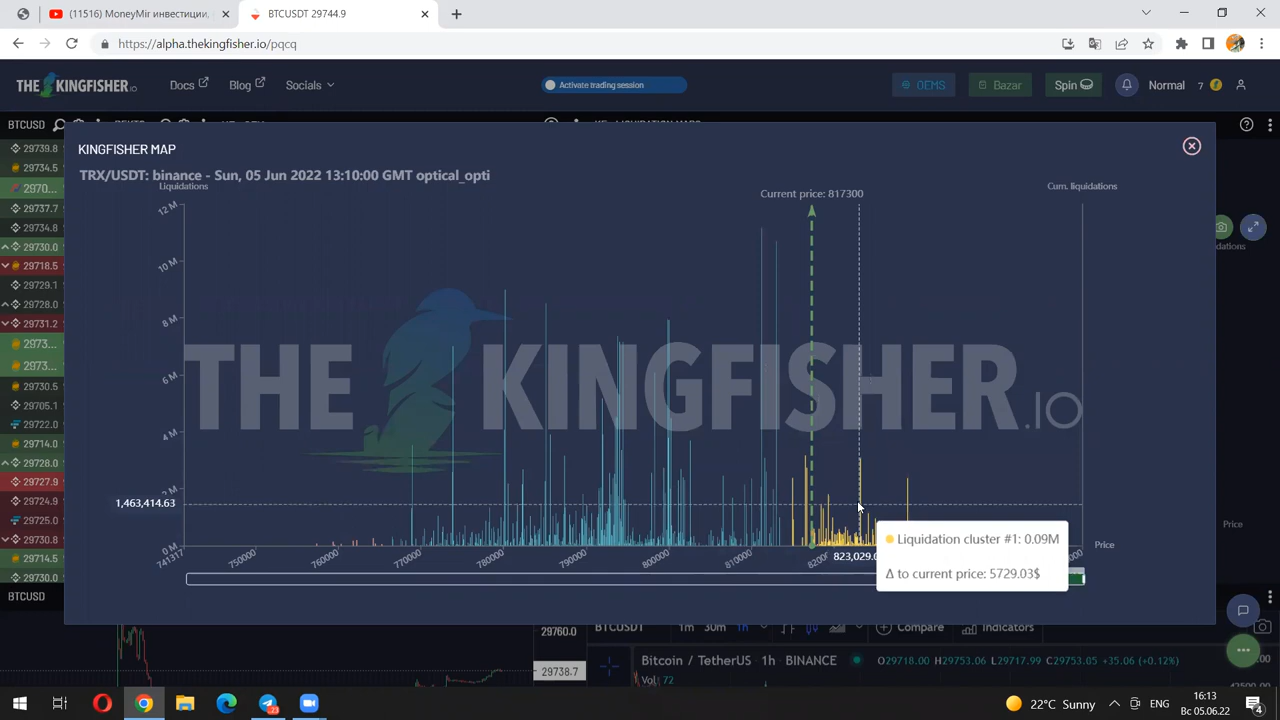 (11516) MoneyMir инвестиции,
BTCUSDT 29744.9
https://alpha.thekingfisher.io/pqcq
THE KINGFISHER.IO
Docs
Blog
Socials
Activate trading session
OEMS
Bazar
Spin
Normal
7
BTCUSD
KINGFISHER MAP
TRX/USDT: binance - Sun, 05 Jun 2022 13:10:00 GMT optical_opti
Liquidations
Current price: 817300
Cum. liquidations
12 M
10 M
8 M
6 M
4 M
0 M
1,463,414.63
THE KINGFISHER.IO
741317
750000
760000
770000
780000
790000
800000
810000
Price
Liquidation cluster #1: 0.09M
Δ to current price: 5729.03$
29739.8
29734.5
2970...
29737.7
29734.8
29730.0
29718.5
29729.1
29728.0
29731.2
2973...
2973...
29730.5
29705.1
29722.0
29714.0
29728.0
29727.9
29724.9
29725.0
29730.8
29714.5
29730.0
Price
BTCUSD
29760.0
29738.7
BTCUSDT
1m 30m 1h
Compare
Indicators
Bitcoin / TetherUS 1h BINANCE
O29718.00 H29753.06 L29717.99 C29753.05 +35.06 (+0.12%)
Vol 72
23
22°C Sunny
ENG
16:13
Вс 05.06.22
4